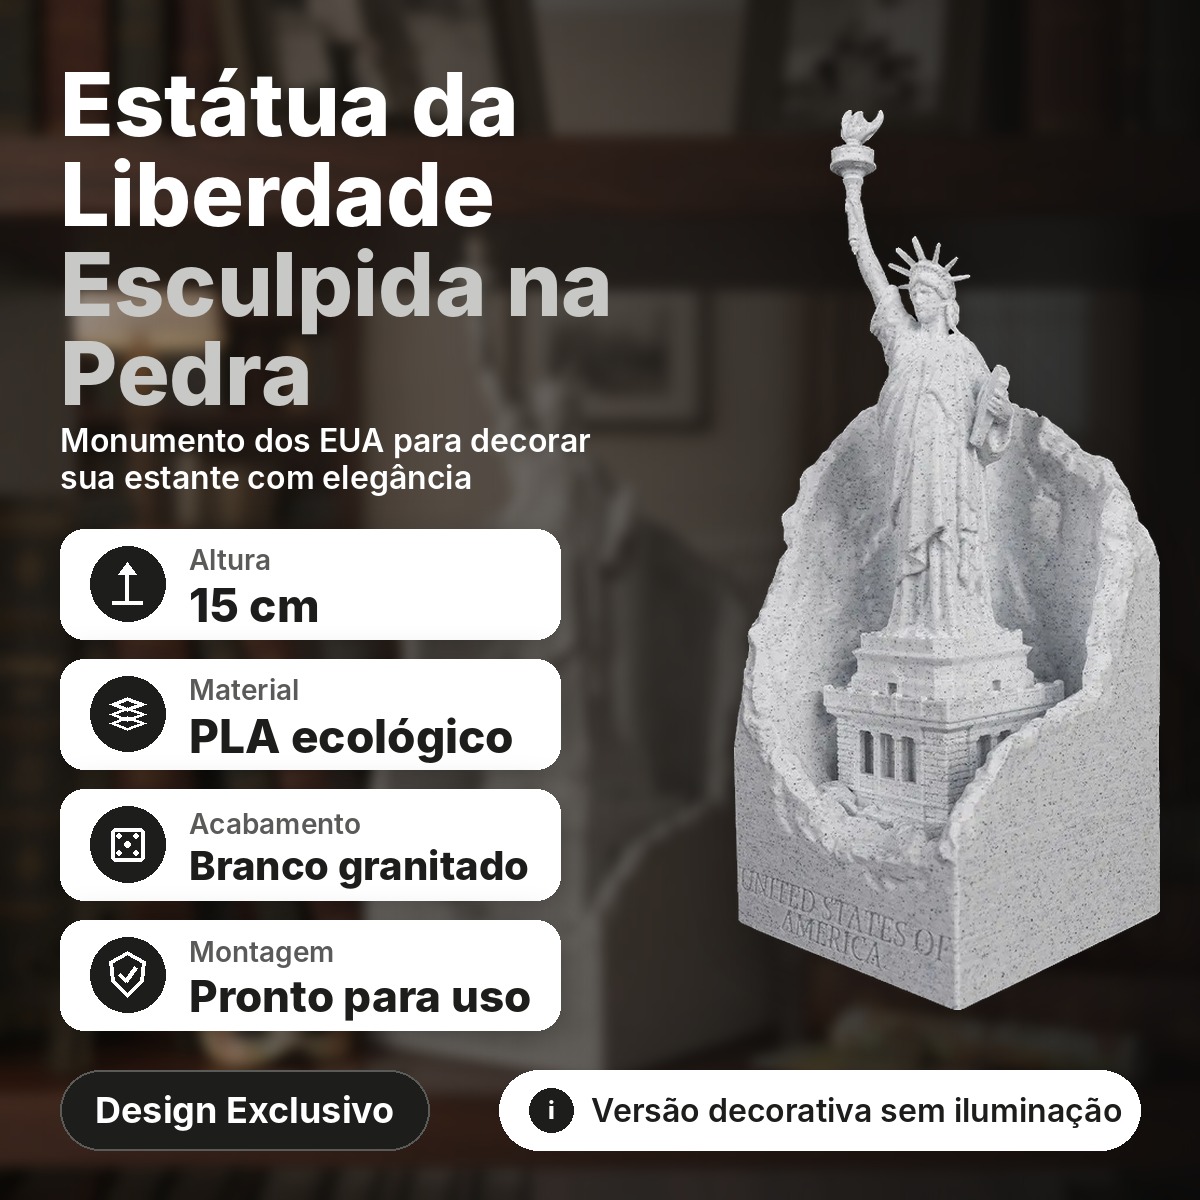 Estátua da
Liberdade
Esculpida na
Pedra
Monumento dos EUA para decorar
sua estante com elegância
Altura
15 cm
Material
PLA ecológico
Acabamento
Branco granitado
Montagem
Pronto para uso
UNITED STATES OF
AMERICA
Design Exclusivo
i Versão decorativa sem iluminação